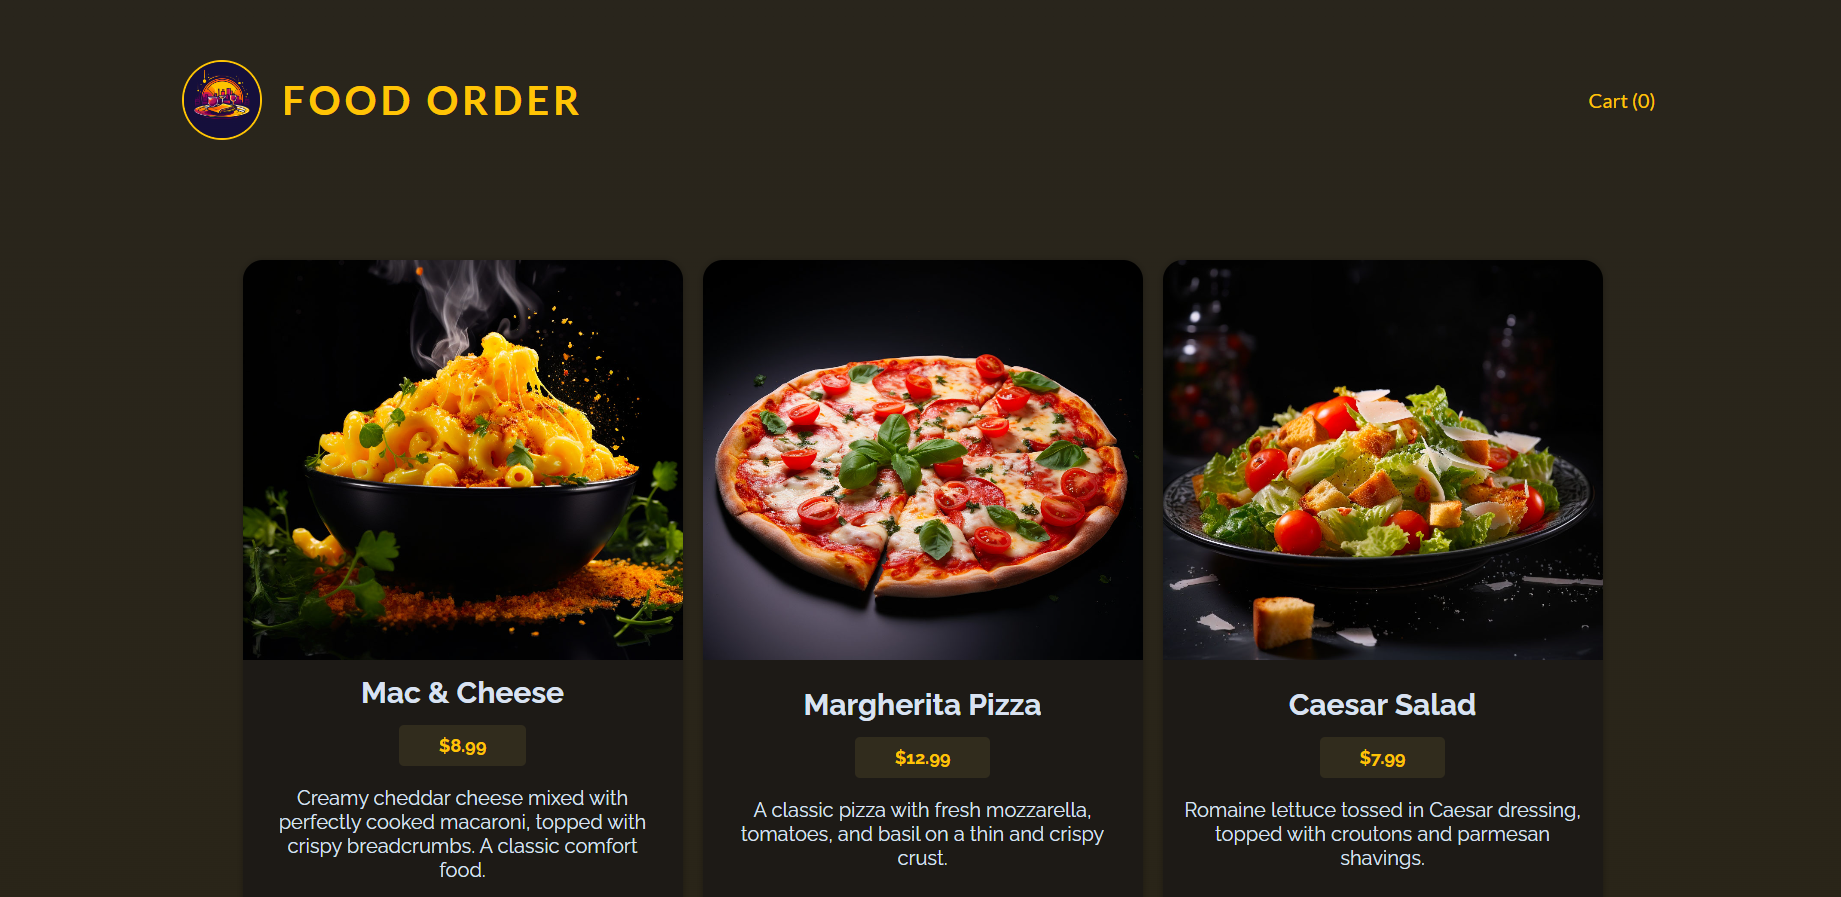 FOOD ORDER
Cart (0)
Mac & Cheese
$8.99
Creamy cheddar cheese mixed with
perfectly cooked macaroni, topped with
crispy breadcrumbs. A classic comfort
food.
Margherita Pizza
$12.99
A classic pizza with fresh mozzarella,
tomatoes, and basil on a thin and crispy
crust.
Caesar Salad
$7.99
Romaine lettuce tossed in Caesar dressing,
topped with croutons and parmesan
shavings.